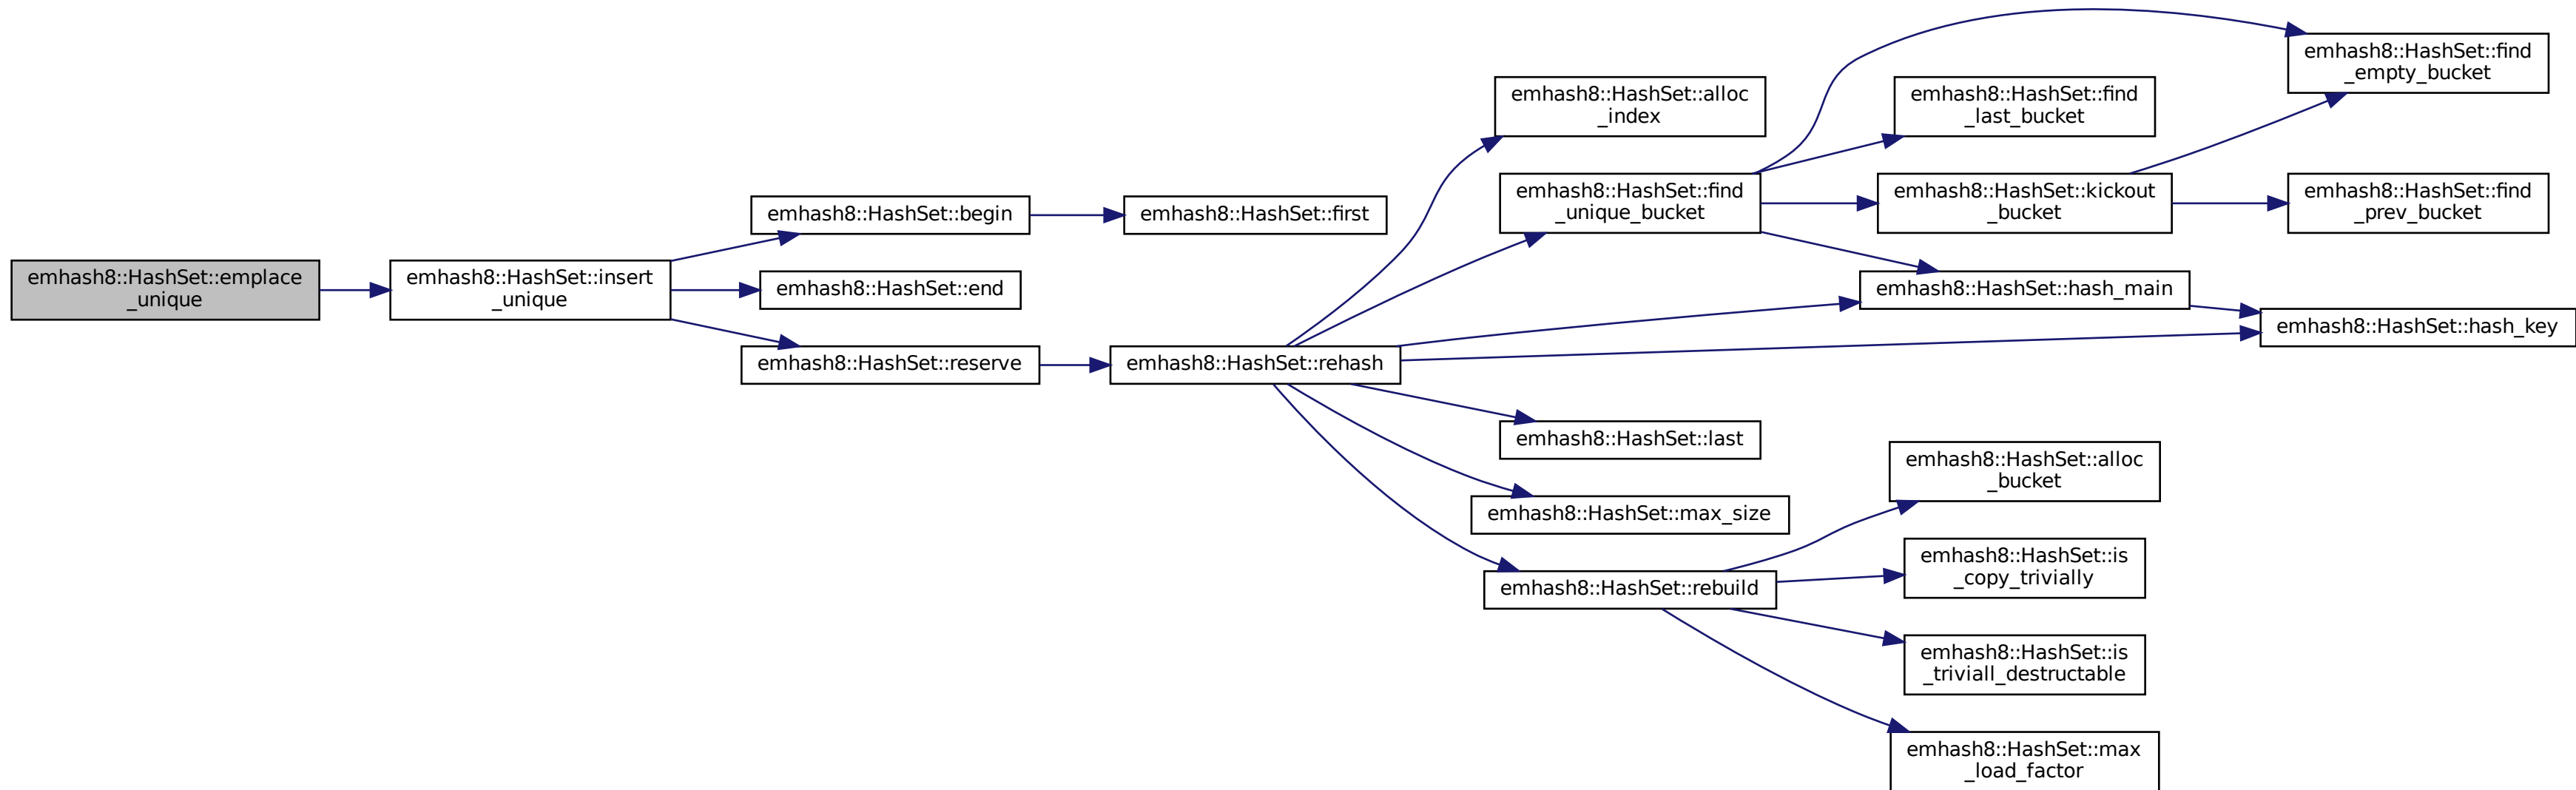 emhash8::HashSet::emplace
_unique
emhash8::HashSet::insert
_unique
emhash8::HashSet::begin
emhash8::HashSet::first
emhash8::HashSet::end
emhash8::HashSet::reserve
emhash8::HashSet::rehash
emhash8::HashSet::alloc
_index
emhash8::HashSet::find
_unique_bucket
emhash8::HashSet::find
_empty_bucket
emhash8::HashSet::find
_last_bucket
emhash8::HashSet::kickout
_bucket
emhash8::HashSet::find
_prev_bucket
emhash8::HashSet::hash_main
emhash8::HashSet::hash_key
emhash8::HashSet::last
emhash8::HashSet::max_size
emhash8::HashSet::rebuild
emhash8::HashSet::alloc
_bucket
emhash8::HashSet::is
_copy_trivially
emhash8::HashSet::is
_triviall_destructable
emhash8::HashSet::max
_load_factor